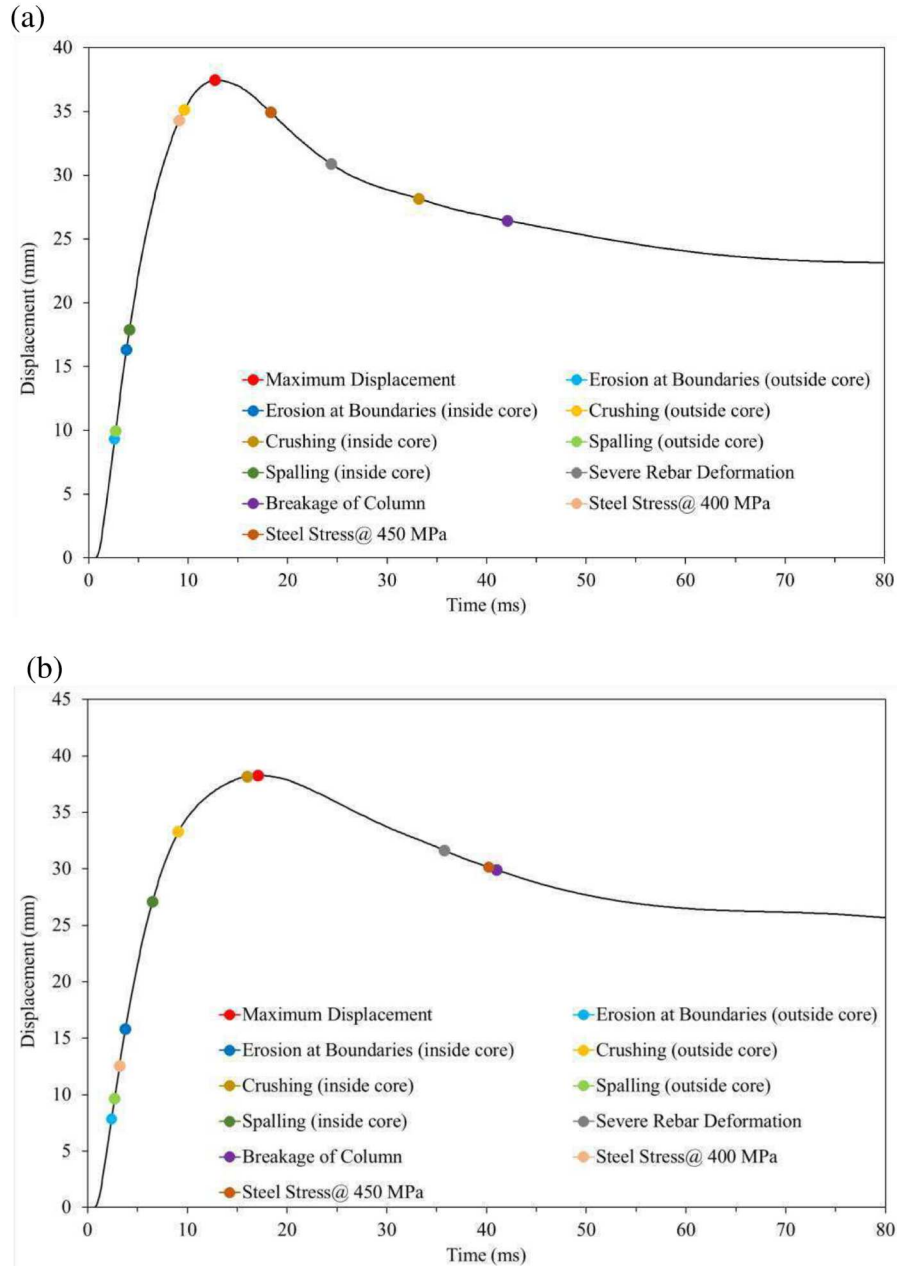 (a)
40
35
30
25
20
15
10
5
0
Displacement (mm)
Maximum Displacement
Erosion at Boundaries (outside core)
Erosion at Boundaries (inside core)
Crushing (outside core)
Crushing (inside core)
Spalling (outside core)
Spalling (inside core)
Severe Rebar Deformation
Breakage of Column
Steel Stress@ 400 MPa
Steel Stress@ 450 MPa
0 10 20 30 40 50 60 70 80
Time (ms)
(b)
45
40
35
30
25
20
15
10
5
0
Displacement (mm)
Maximum Displacement
Erosion at Boundaries (outside core)
Erosion at Boundaries (inside core)
Crushing (outside core)
Crushing (inside core)
Spalling (outside core)
Spalling (inside core)
Severe Rebar Deformation
Breakage of Column
Steel Stress@ 400 MPa
Steel Stress@ 450 MPa
0 10 20 30 40 50 60 70 80
Time (ms)